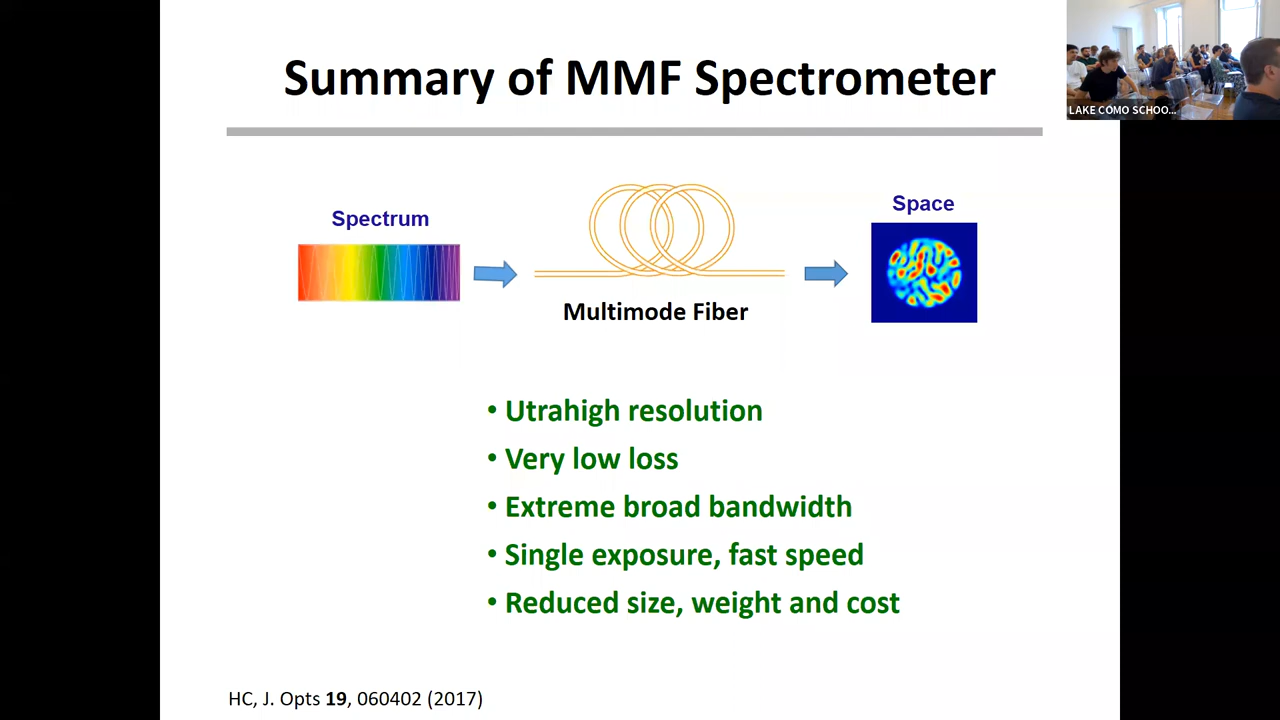 Summary of MMF Spectrometer
LAKE COMO SCHOO...
Spectrum
Space
Multimode Fiber
• Utrahigh resolution
• Very low loss
• Extreme broad bandwidth
• Single exposure, fast speed
• Reduced size, weight and cost
HC, J. Opts 19, 060402 (2017)